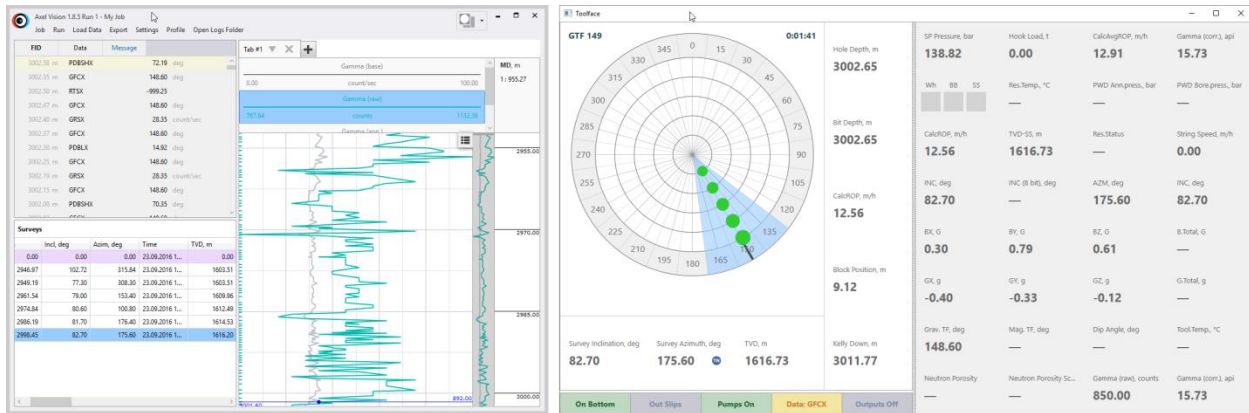 Axel Vision 1.8.5 Run 1 - My Job
Job Run Load Data Export Settings Profile Open Logs Folder
FID Data Message
3002.58 m PDBSHX 72.19 deg
3002.55 m GFCX 148.60 deg
3002.50 m RTSX -999.25
3002.47 m GFCX 148.60 deg
3002.40 m GRSX 28.35 count/sec
3002.37 m GFCX 148.60 deg
3002.30 m PDBLX 14.92 deg
3002.25 m GFCX 148.60 deg
3002.19 m GRSX 28.35 count/sec
3002.15 m GFCX 148.60 deg
3002.08 m PDBSHX 70.35 deg
Surveys
Incl, deg Azim, deg Time TVD, m
0.00 0.00 0.00 23.09.2016 1... 0.00
2946.97 102.72 315.84 23.09.2016 1... 1603.51
2949.19 77.30 308.30 23.09.2016 1... 1603.51
2961.54 79.00 153.40 23.09.2016 1... 1609.96
2974.84 80.60 100.80 23.09.2016 1... 1612.49
2986.19 81.70 176.40 23.09.2016 1... 1614.53
2998.45 82.70 175.60 23.09.2016 1... 1616.20
Tab #1
Gamma (base)
0.00 count/sec 100.00
Gamma (raw)
767.64 counts 1132.36
Gamma (app.)
MD, m
1 : 955.27
2955.00
2970.00
2985.00
892.00
3000.00
3001.60
Toolface
GTF 149 0:01:41
0 15 30 45 60 75 90 105 120 135 150 165 180 195 210 225 240 255 270 285 300 315 330 345
Hole Depth, m
3002.65
Bit Depth, m
3002.65
CalcROP, m/h
12.56
Block Position, m
9.12
Kelly Down, m
3011.77
Survey Inclination, deg Survey Azimuth, deg TVD, m
82.70 175.60 1616.73
On Bottom Out Slips Pumps On Data: GFCX Outputs Off
SP Pressure, bar Hook Load, t CalcAvgROP, m/h Gamma (corr.), api
138.82 0.00 12.91 15.73
Wh BB SS Res.Temp., °C PWD Ann.press., bar PWD Bore.press., bar
— — —
CalcROP, m/h TVD-SS, m Res.Status String Speed, m/h
12.56 1616.73 — 0.00
INC, deg INC (8 bit), deg AZM, deg INC, deg
82.70 — 175.60 82.70
BX, G BY, G BZ, G B.Total, G
0.30 0.79 0.61 —
GX, g GY, g GZ, g G.Total, g
-0.40 -0.33 -0.12 —
Grav. TF, deg Mag. TF, deg Dip Angle, deg Tool.Temp., °C
148.60 — — —
Neutron Porosity Neutron Porosity Sc... Gamma (raw), counts Gamma (corr.), api
— — 850.00 15.73